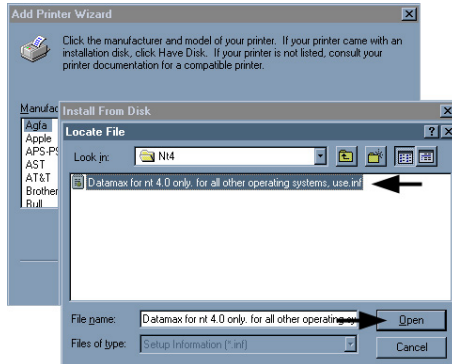 Add Printer Wizard
Click the manufacturer and model of your printer. If your printer came with an
installation disk, click Have Disk. If your printer is not listed, consult your
printer documentation for a compatible printer.
Manufac
Agfa
Apple
APS-PS
AST
AT&T
Brother
Bull
Install From Disk
Locate File
Look in:
Nt4
Datamax for nt 4.0 only. for all other operating systems, use.inf
File name:
Datamax for nt 4.0 only. for all other operating sy
Open
Files of type:
Setup Information (*.inf)
Cancel